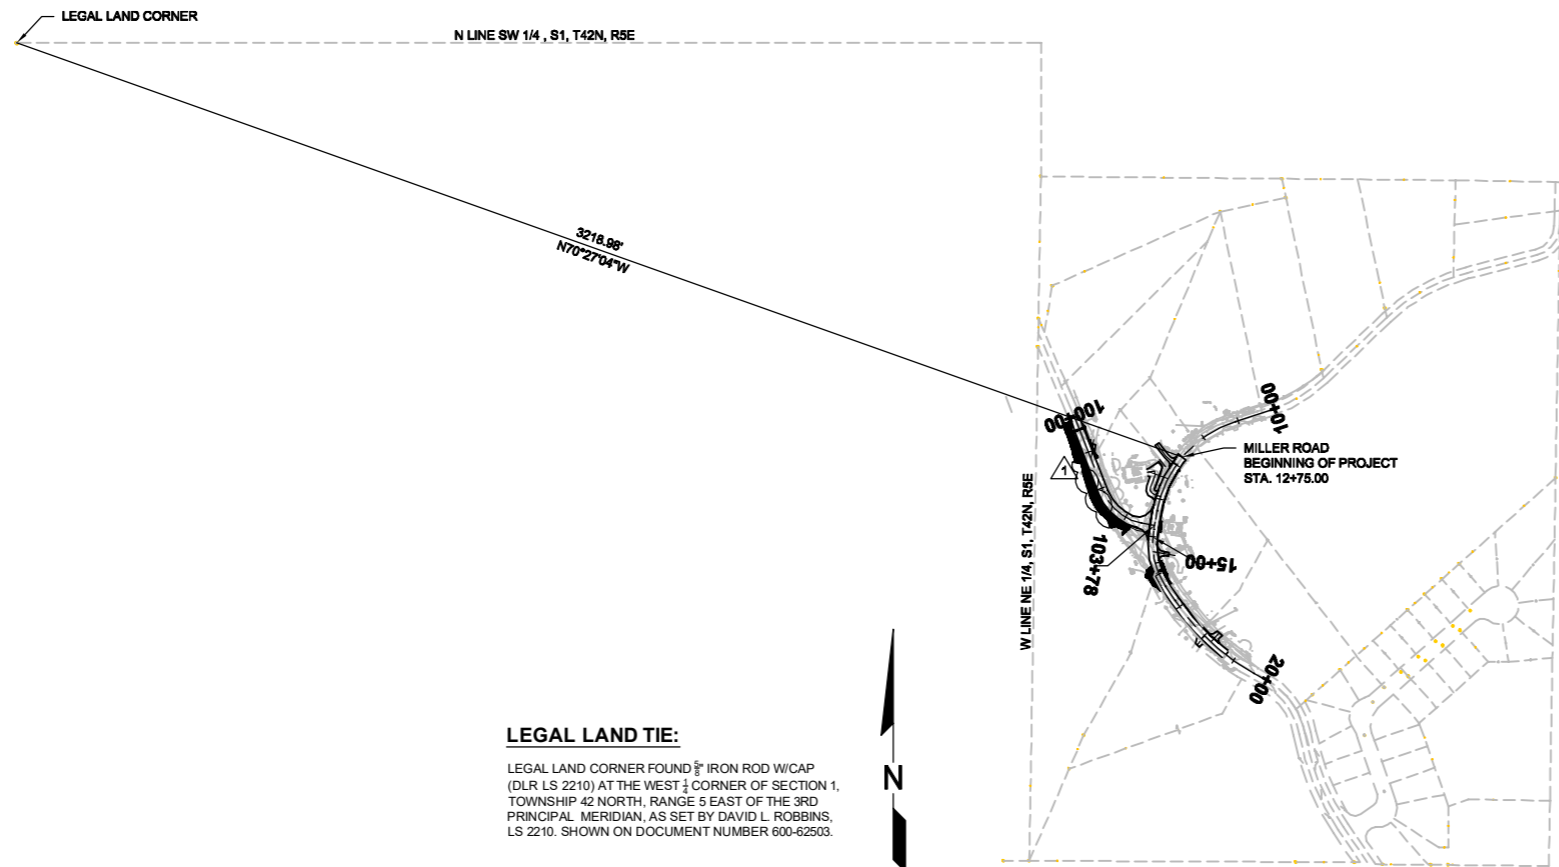 LEGAL LAND CORNER
N LINE SW 1/4 , S1, T42N, R5E
3218.96'
N70°27'04"W
100+00
10+00
MILLER ROAD
BEGINNING OF PROJECT
STA. 12+75.00
1
W LINE NE 1/4, S1, T42N, R5E
103+78
15+00
20+00
LEGAL LAND TIE:
LEGAL LAND CORNER FOUND 5/8" IRON ROD W/CAP
(DLR LS 2210) AT THE WEST 1/4 CORNER OF SECTION 1,
TOWNSHIP 42 NORTH, RANGE 5 EAST OF THE 3RD
PRINCIPAL MERIDIAN, AS SET BY DAVID L. ROBBINS,
LS 2210. SHOWN ON DOCUMENT NUMBER 600-62503.
N